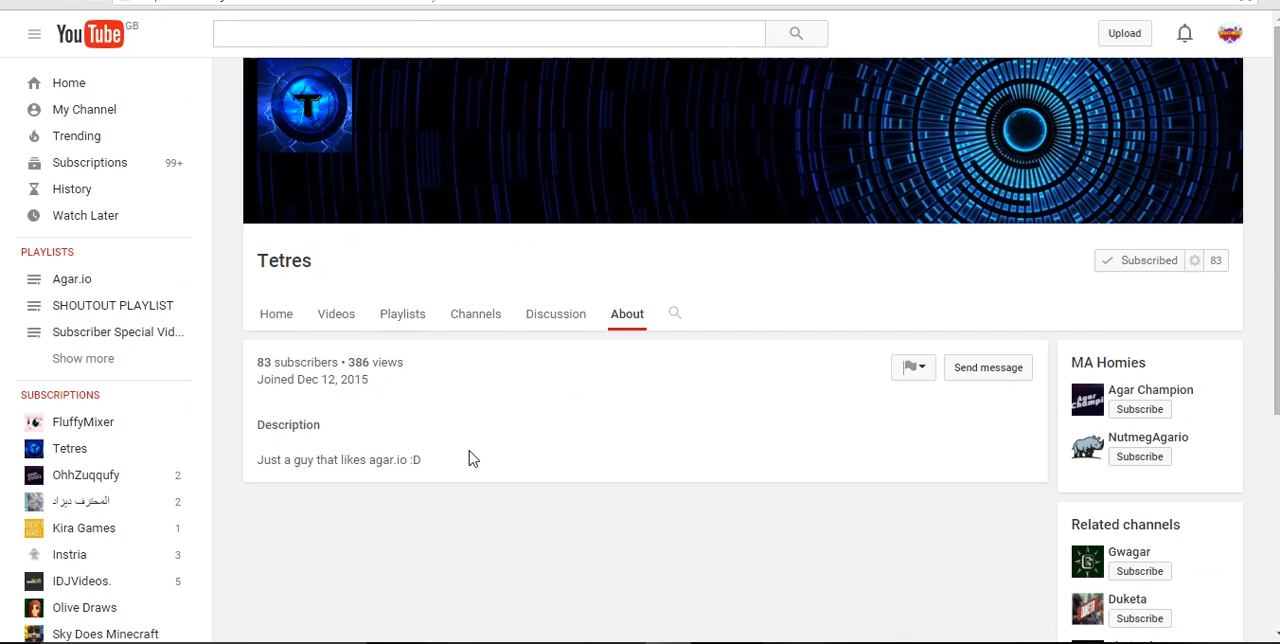 YouTube GB
Upload
Home
My Channel
Trending
Subscriptions 99+
History
Watch Later
PLAYLISTS
Agar.io
SHOUTOUT PLAYLIST
Subscriber Special Vid...
Show more
SUBSCRIPTIONS
FluffyMixer
Tetres
OhhZuqqufy 2
المحترف ديزاد 2
Kira Games 1
Instria 3
IDJVideos. 5
Olive Draws
Sky Does Minecraft
T
Tetres
Subscribed 83
Home Videos Playlists Channels Discussion About
83 subscribers • 386 views
Joined Dec 12, 2015
Send message
Description
Just a guy that likes agar.io :D
MA Homies
Agar Champion
Subscribe
NutmegAgario
Subscribe
Related channels
Gwagar
Subscribe
Duketa
Subscribe